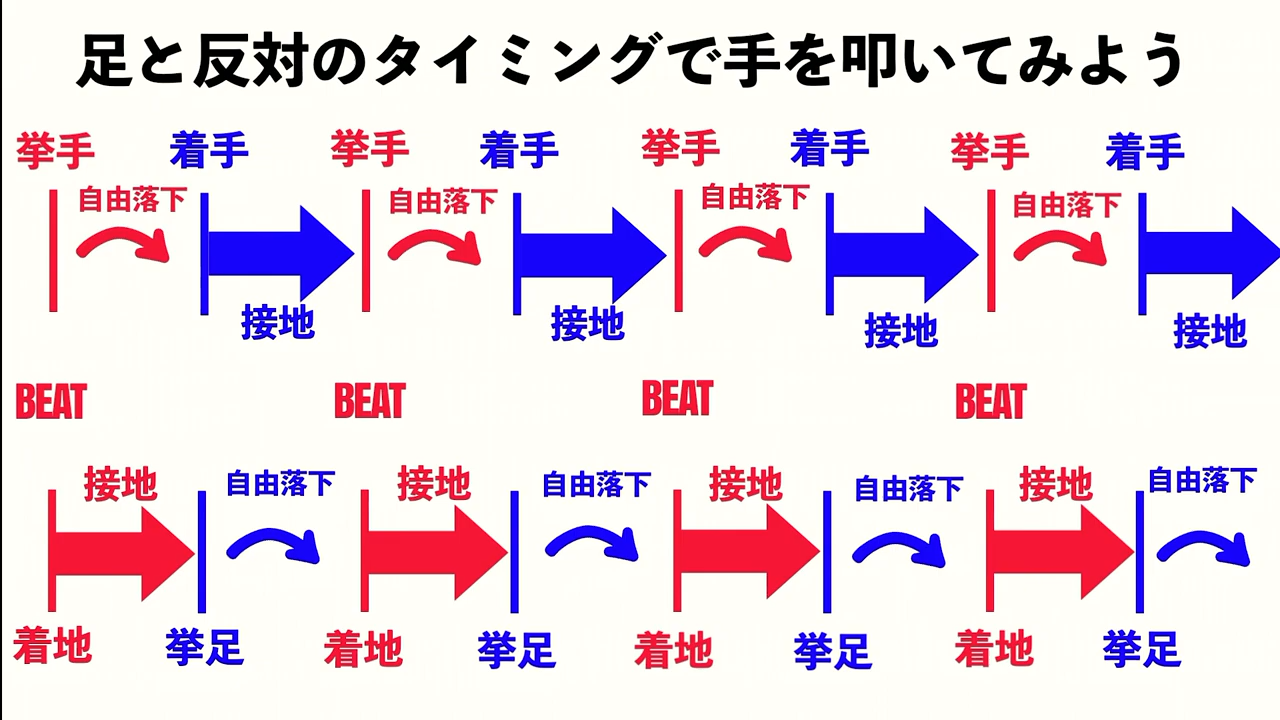 足と反対のタイミングで手を叩いてみよう
挙手 着手 挙手 着手 挙手 着手 挙手 着手
自由落下 自由落下 自由落下 自由落下
接地 接地 接地 接地
BEAT BEAT BEAT BEAT
接地 自由落下 接地 自由落下 接地 自由落下 接地 自由落下
着地 挙足 着地 挙足 着地 挙足 着地 挙足